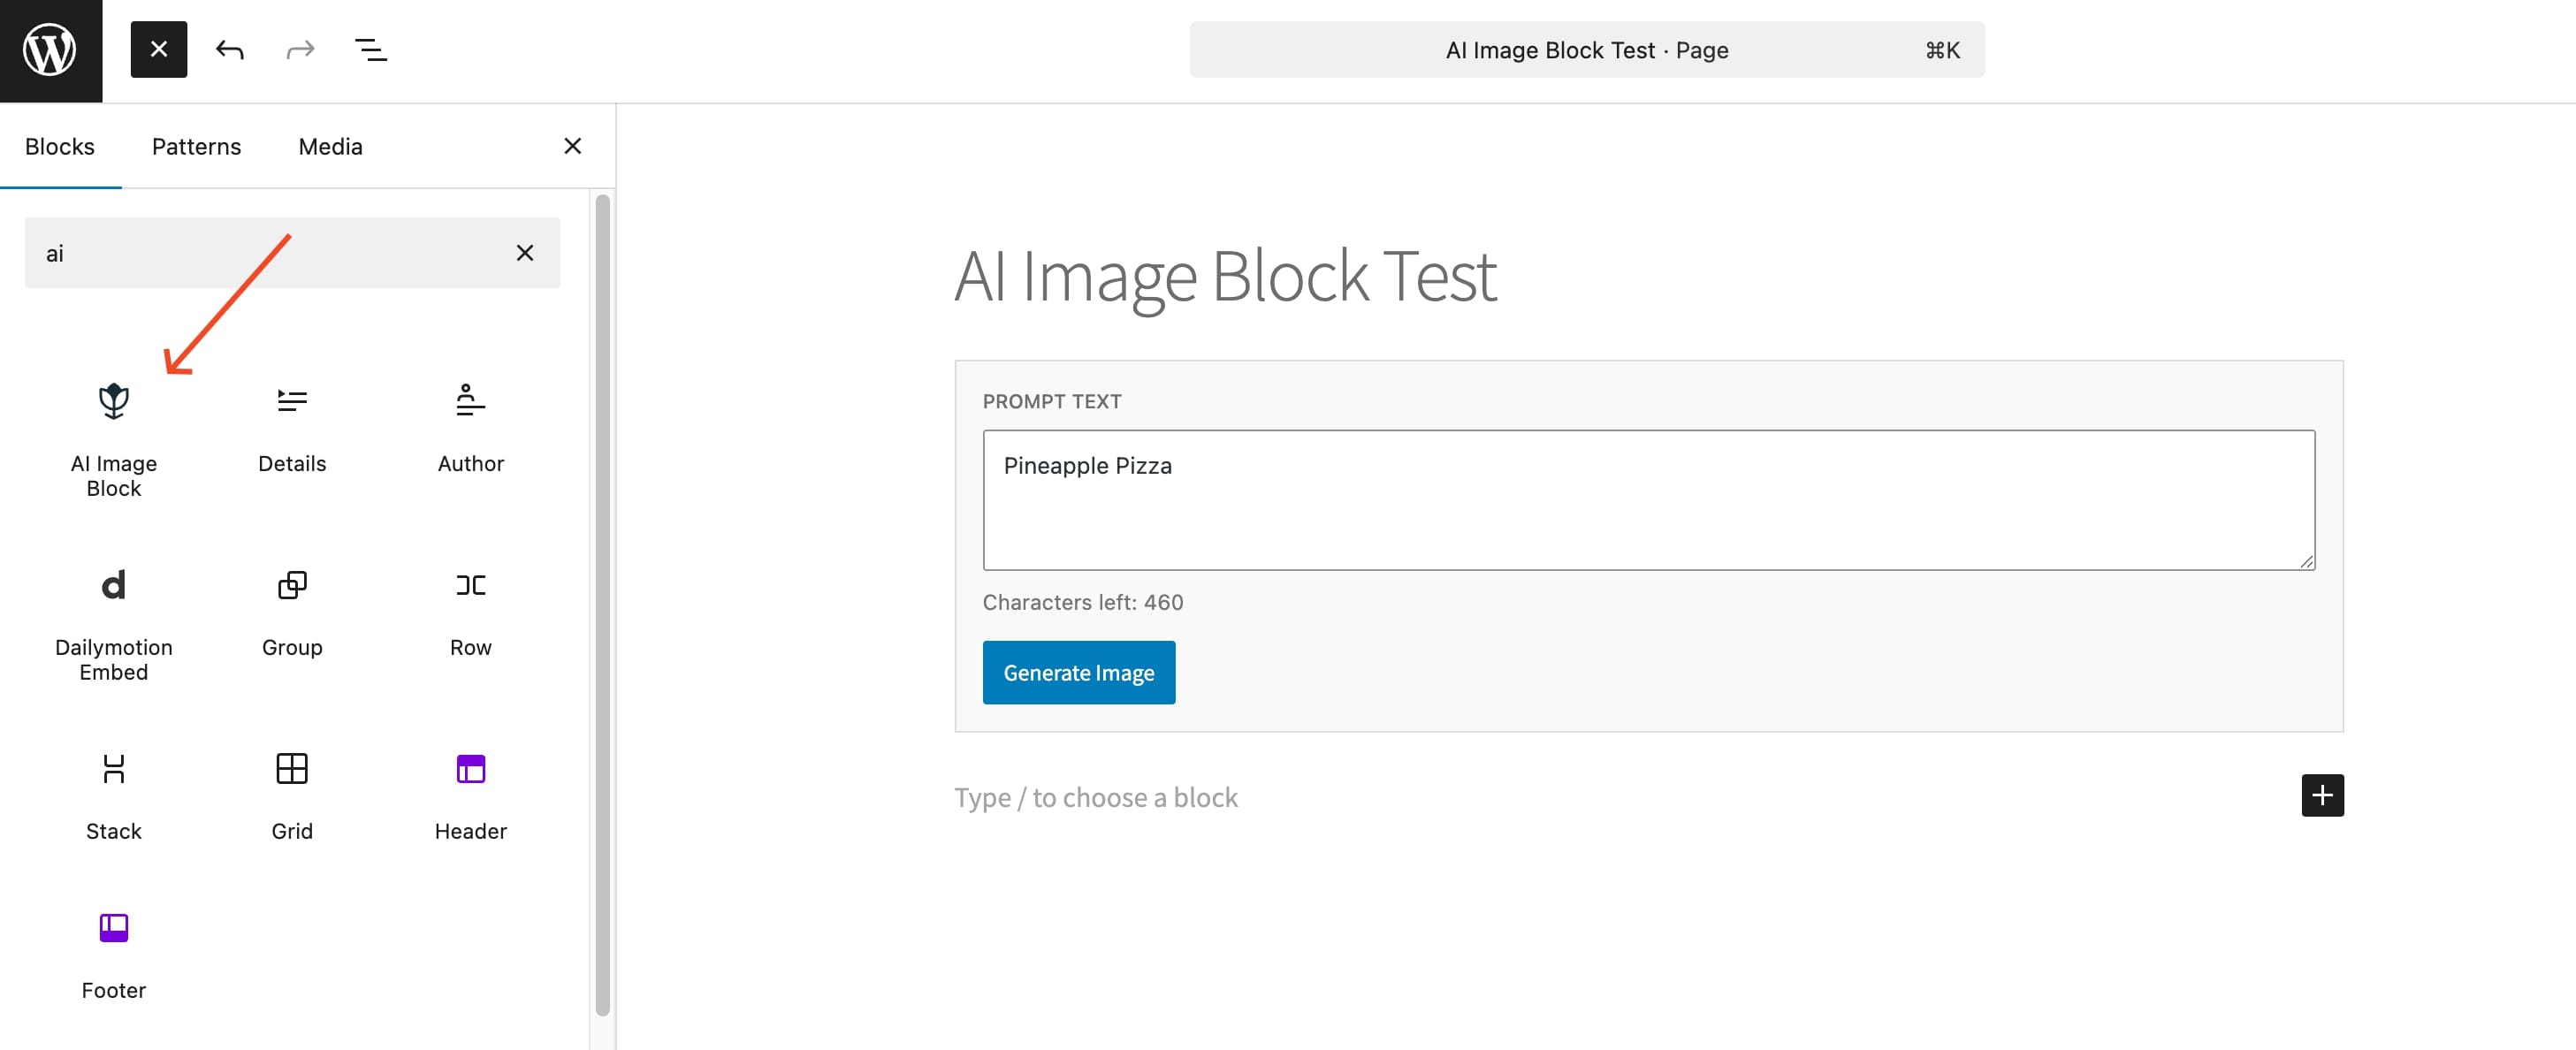 AI Image Block Test · Page ⌘K
Blocks Patterns Media
ai
AI Image
Block
Details
Author
Dailymotion
Embed
Group
Row
Stack
Grid
Header
Footer
AI Image Block Test
PROMPT TEXT
Pineapple Pizza
Characters left: 460
Generate Image
Type / to choose a block